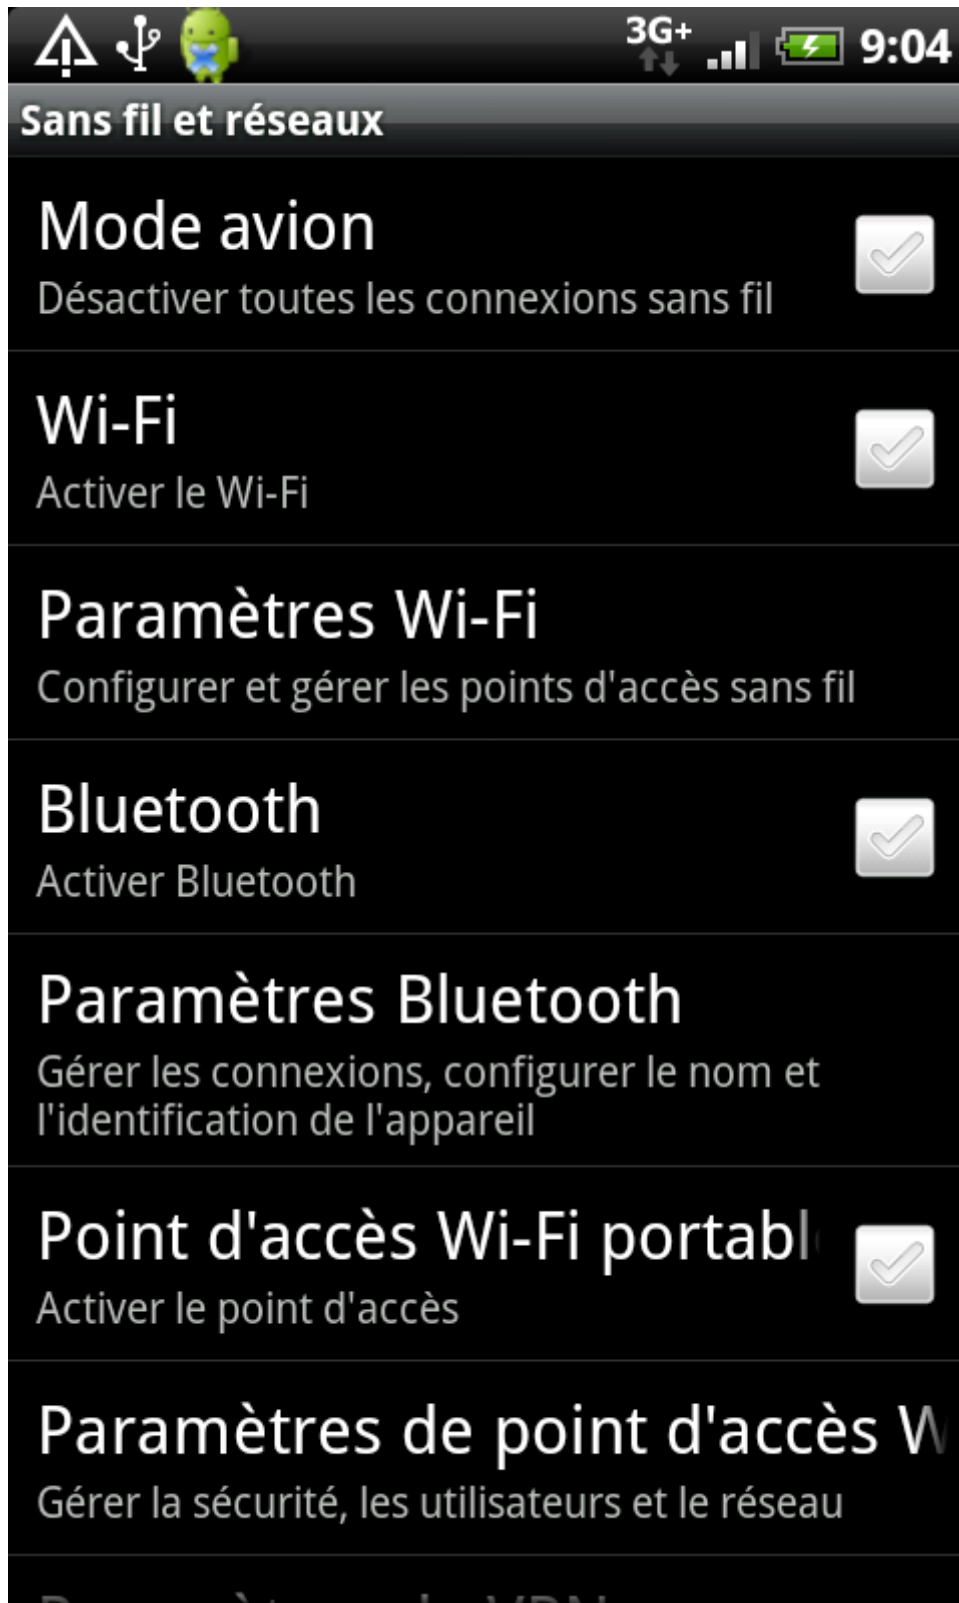 3G+ 9:04
Sans fil et réseaux
Mode avion
Désactiver toutes les connexions sans fil
Wi-Fi
Activer le Wi-Fi
Paramètres Wi-Fi
Configurer et gérer les points d'accès sans fil
Bluetooth
Activer Bluetooth
Paramètres Bluetooth
Gérer les connexions, configurer le nom et
l'identification de l'appareil
Point d'accès Wi-Fi portabl
Activer le point d'accès
Paramètres de point d'accès W
Gérer la sécurité, les utilisateurs et le réseau